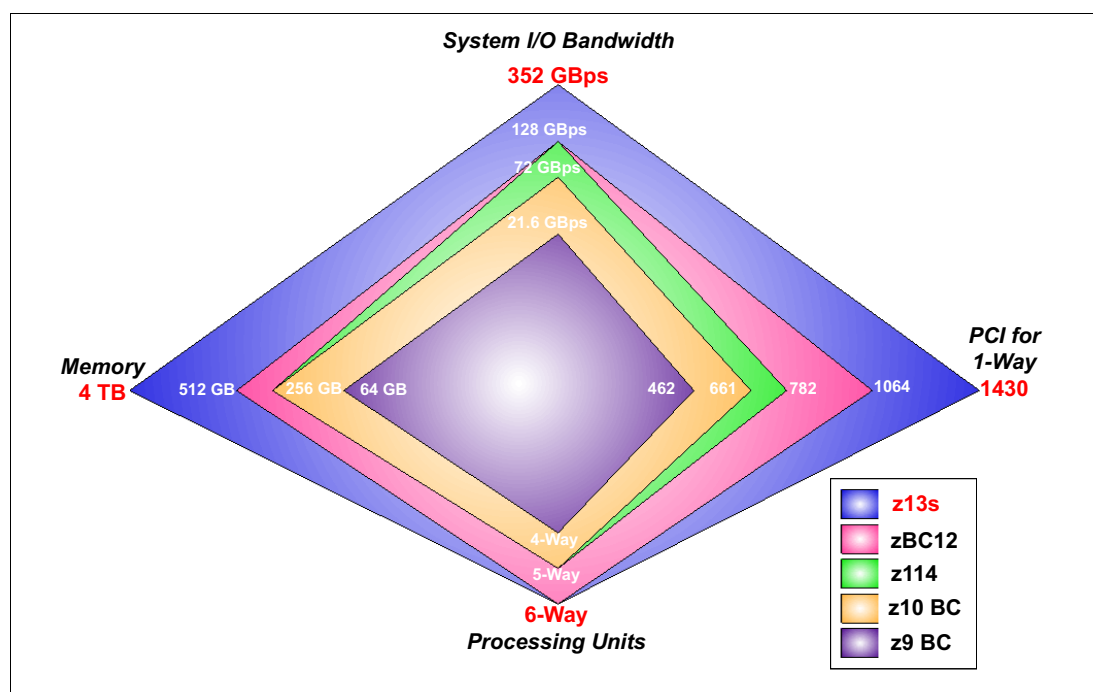 System I/O Bandwidth
352 GBps
128 GBps
72 GBps
21.6 GBps
Memory
4 TB
512 GB
256 GB
64 GB
462
661
782
1064
PCI for
1-Way
1430
4-Way
5-Way
6-Way
Processing Units
z13s
zBC12
z114
z10 BC
z9 BC